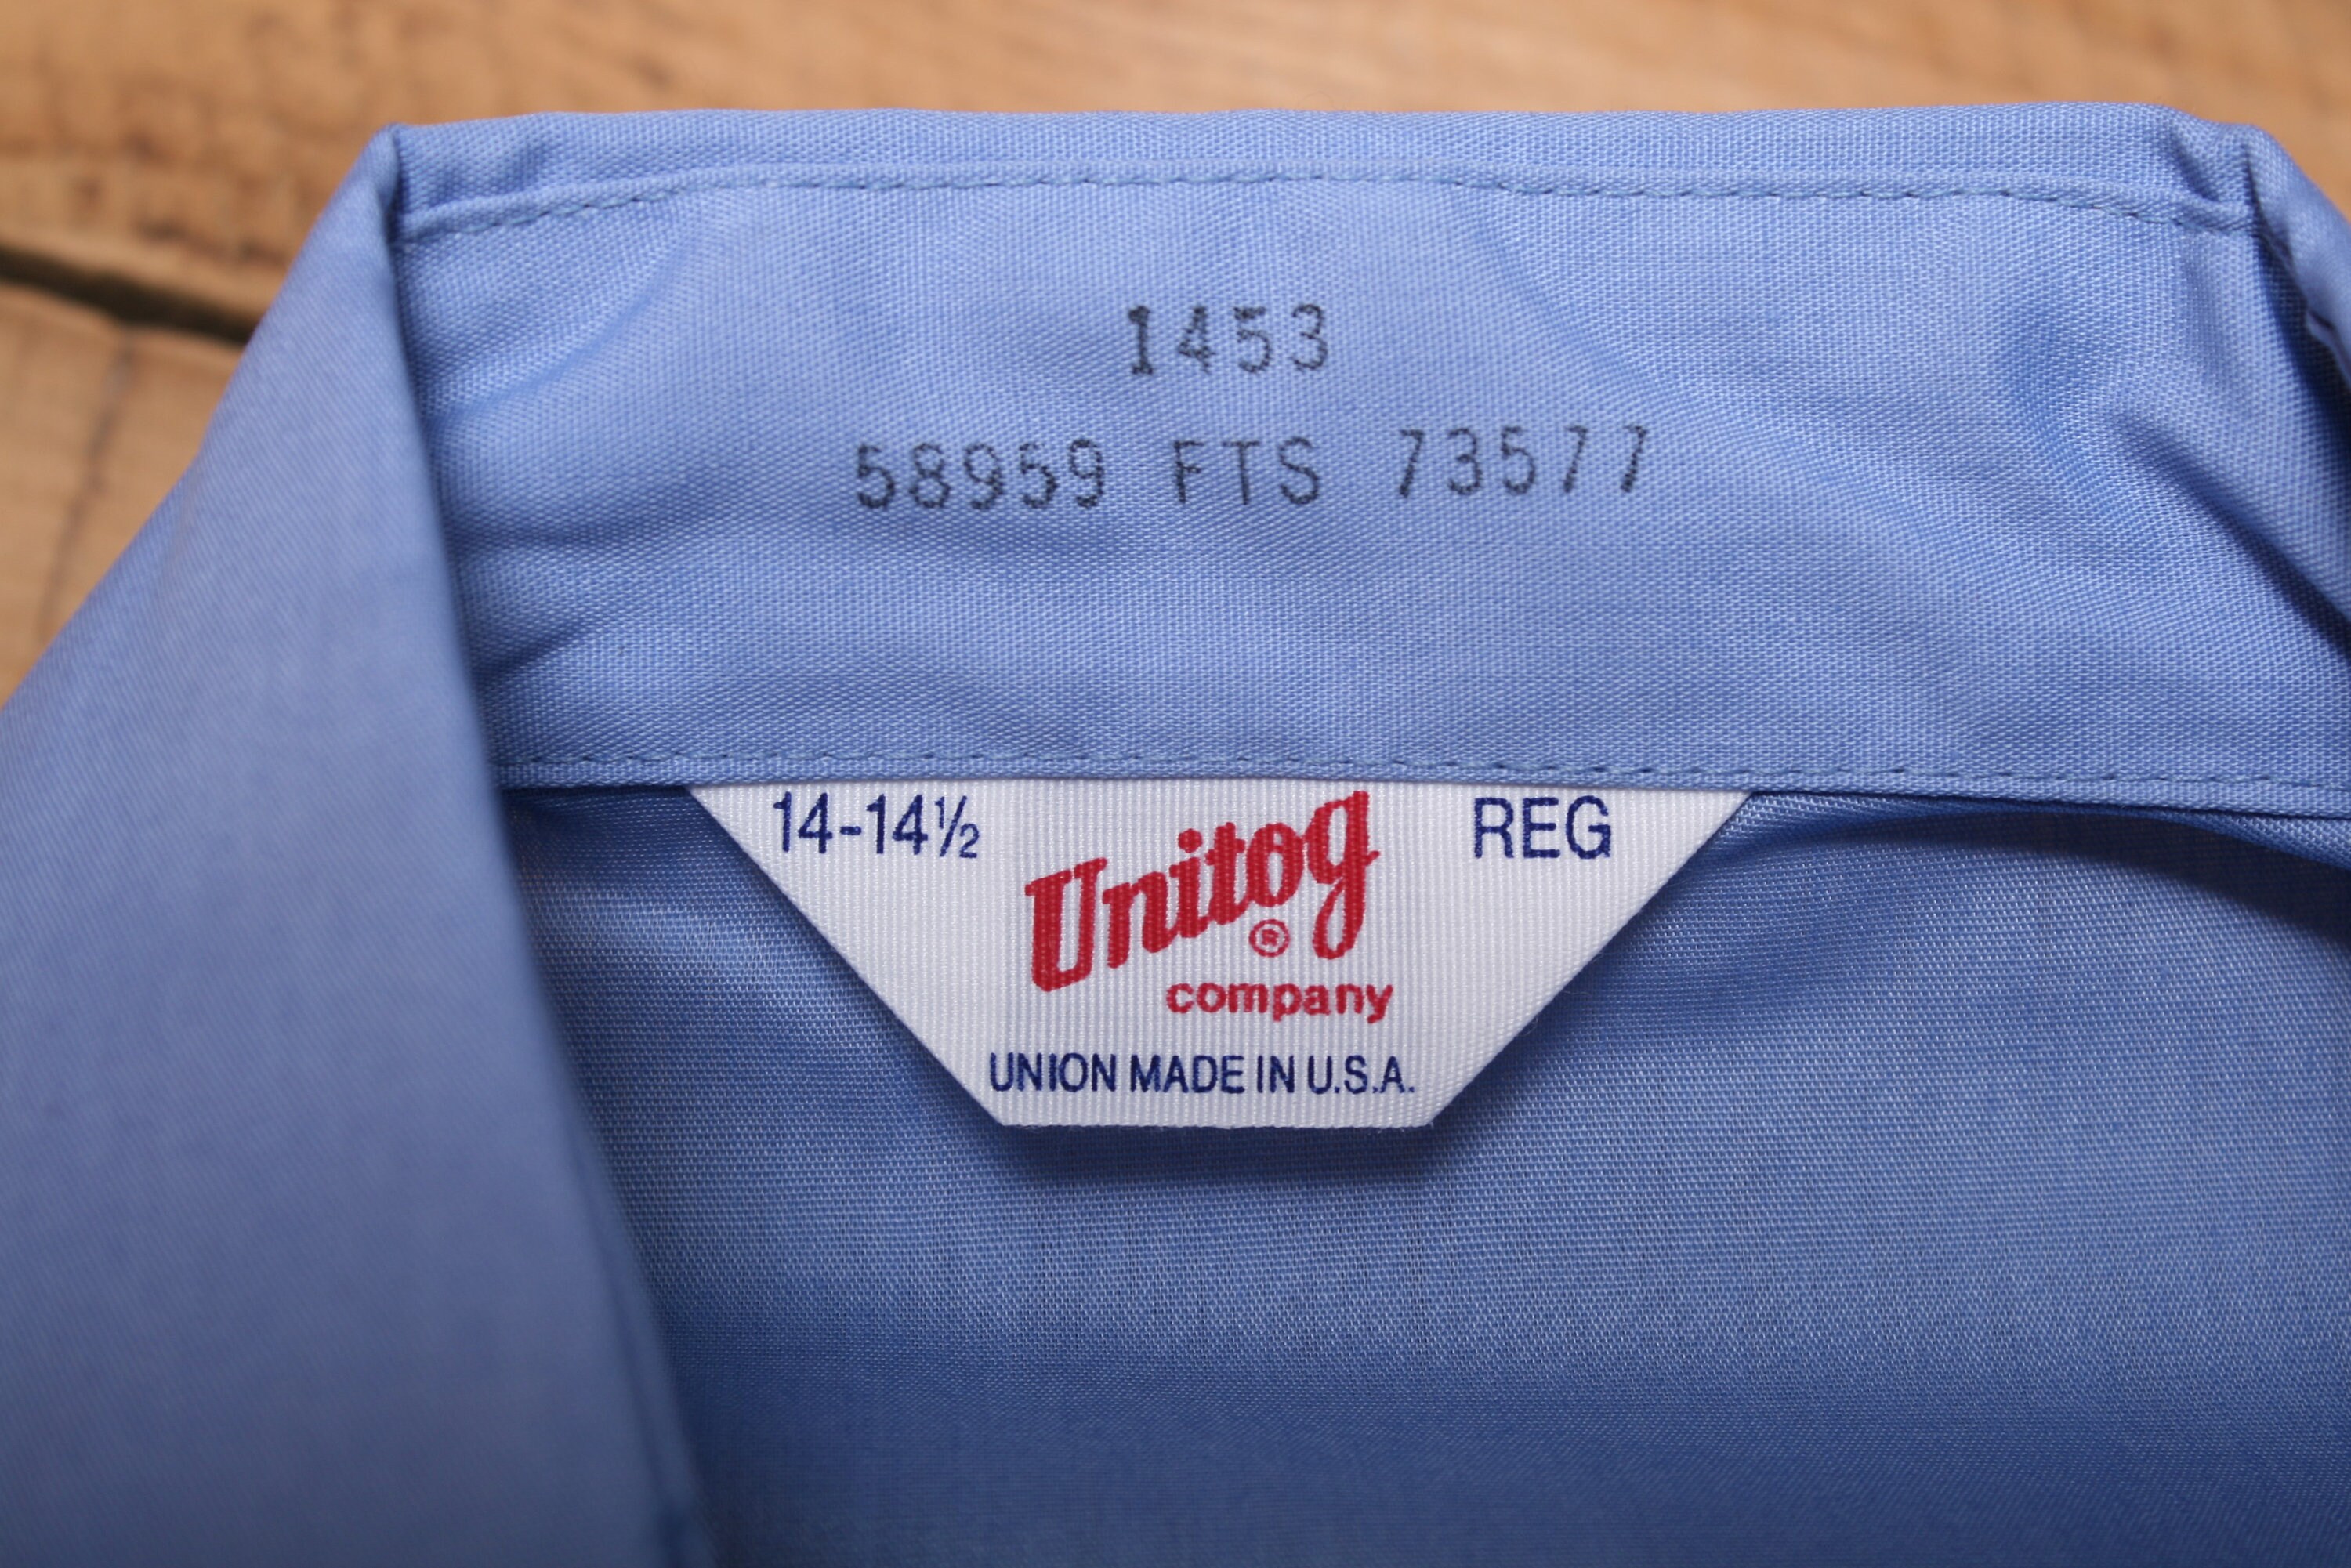 1453
58959 FTS 73577
14-14½ REG
Unitog®
company
UNION MADE IN U.S.A.